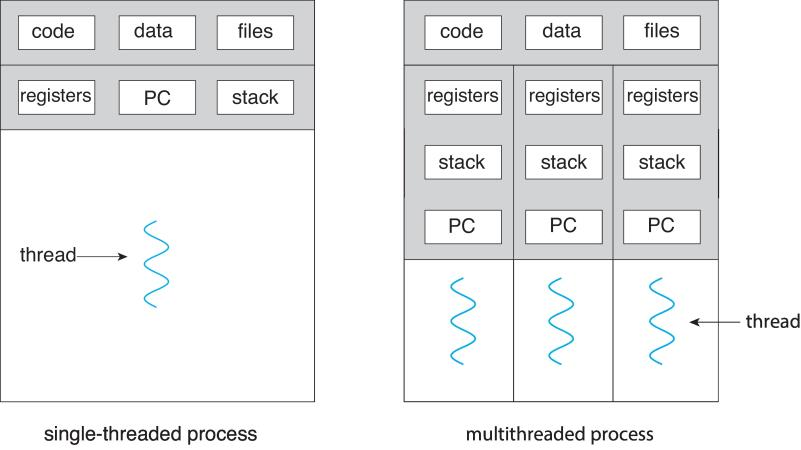 code data files
registers PC stack
thread
single-threaded process
code data files
registers registers registers
stack stack stack
PC PC PC
thread
multithreaded process